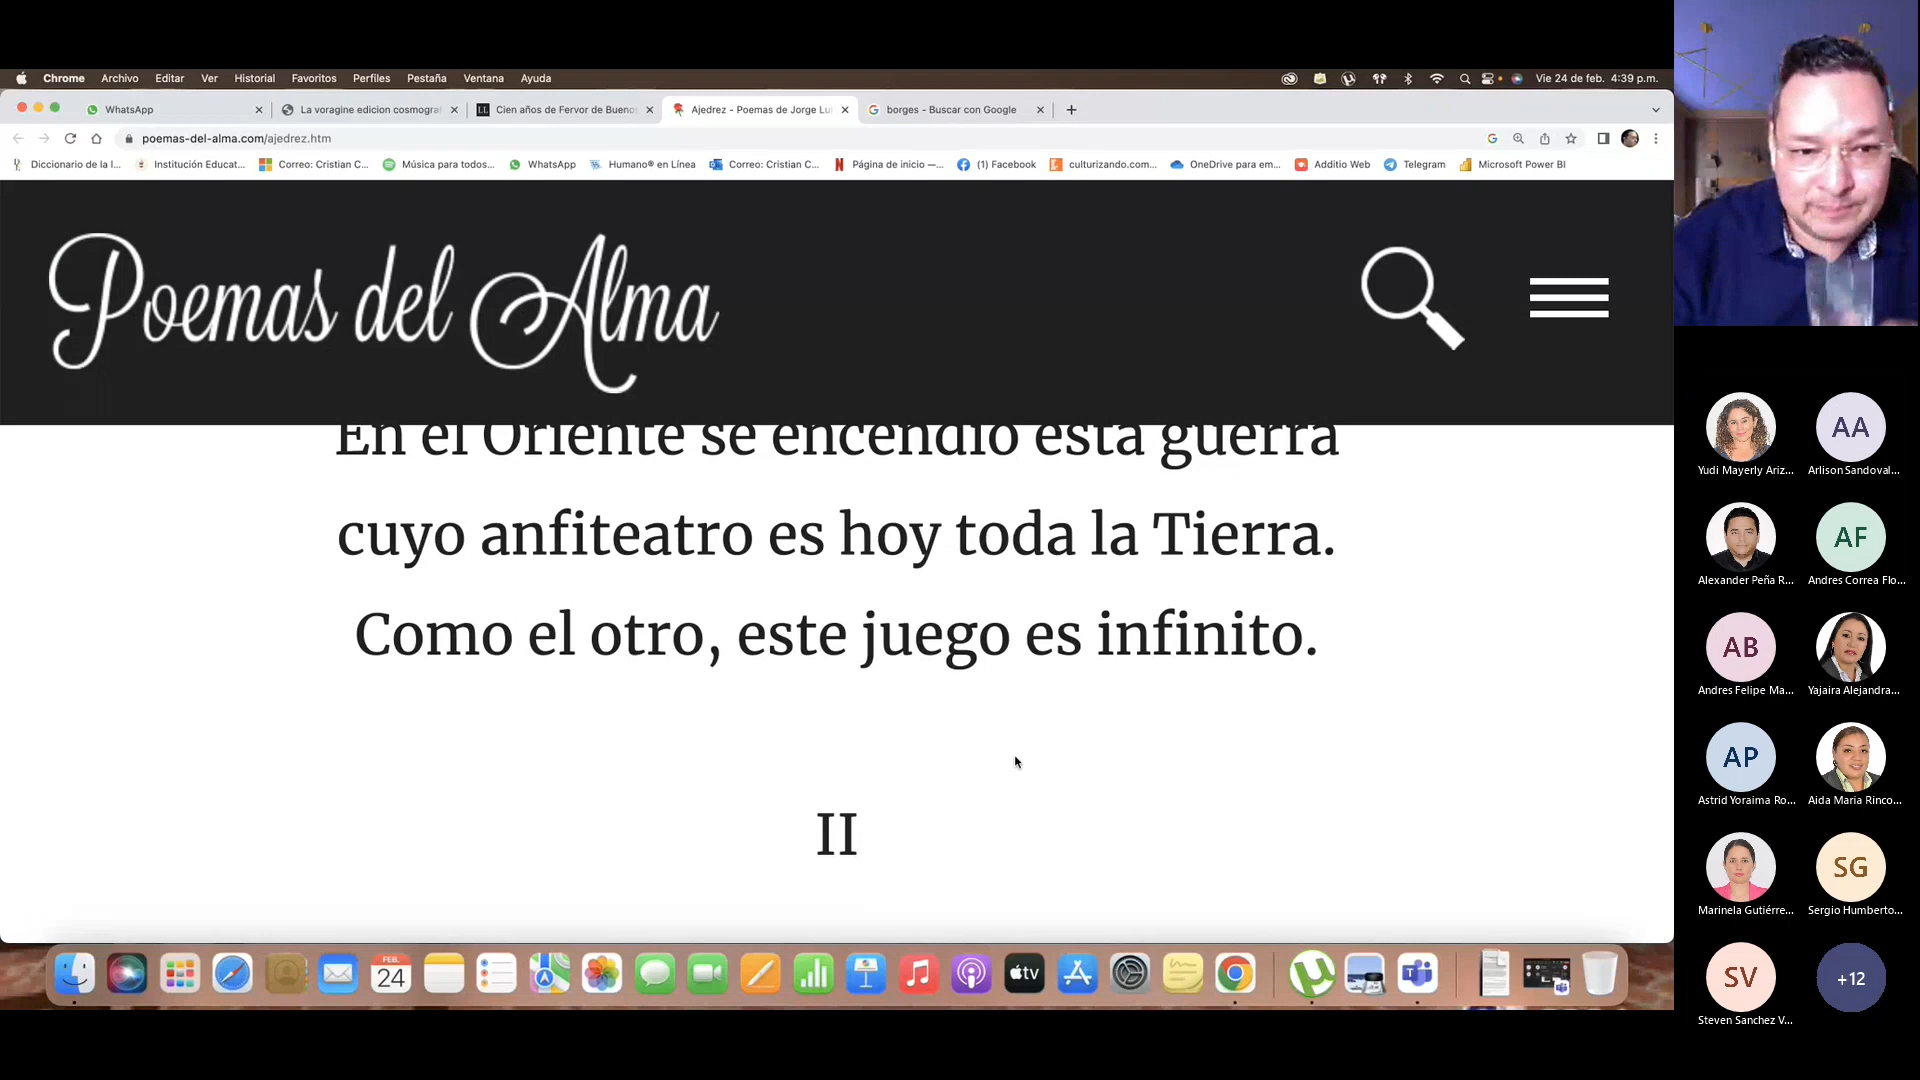 Chrome Archivo Editar Ver Historial Favoritos Perfiles Pestaña Ventana Ayuda
Vie 24 de feb. 4:39 p.m.
WhatsApp
La voragine edicion cosmogra
Cien años de Fervor de Bueno
Ajedrez - Poemas de Jorge Lui
borges - Buscar con Google
poemas-del-alma.com/ajedrez.htm
Diccionario de la l... Institución Educat... Correo: Cristian C... Música para todos... WhatsApp Humano® en Línea Correo: Cristian C... Página de inicio —... (1) Facebook culturizando.com... OneDrive para em... Additio Web Telegram Microsoft Power BI
Poemas del Alma
En el Oriente se encendió esta guerra
cuyo anfiteatro es hoy toda la Tierra.
Como el otro, este juego es infinito.
II
FEB.
24
tv
Yudi Mayerly Ariz...
AA
Arlison Sandoval...
Alexander Peña R...
AF
Andres Correa Flo...
AB
Andres Felipe Ma...
Yajaira Alejandra...
AP
Astrid Yoraima Ro...
Aida Maria Rinco...
Marinela Gutiérre...
SG
Sergio Humberto...
SV
Steven Sanchez V...
+12